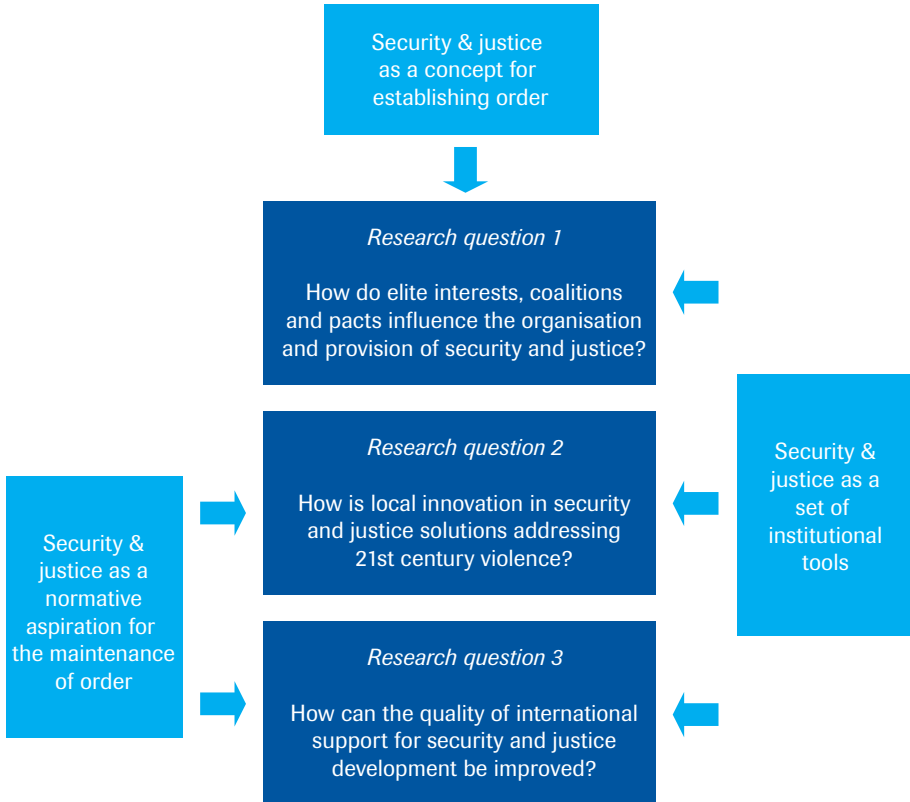 Security & justice
as a concept for
establishing order
Research question 1
How do elite interests, coalitions
and pacts influence the organisation
and provision of security and justice?
Research question 2
How is local innovation in security
and justice solutions addressing
21st century violence?
Research question 3
How can the quality of international
support for security and justice
development be improved?
Security &
justice as a
normative
aspiration for
the maintenance
of order
Security &
justice as a
set of
institutional
tools